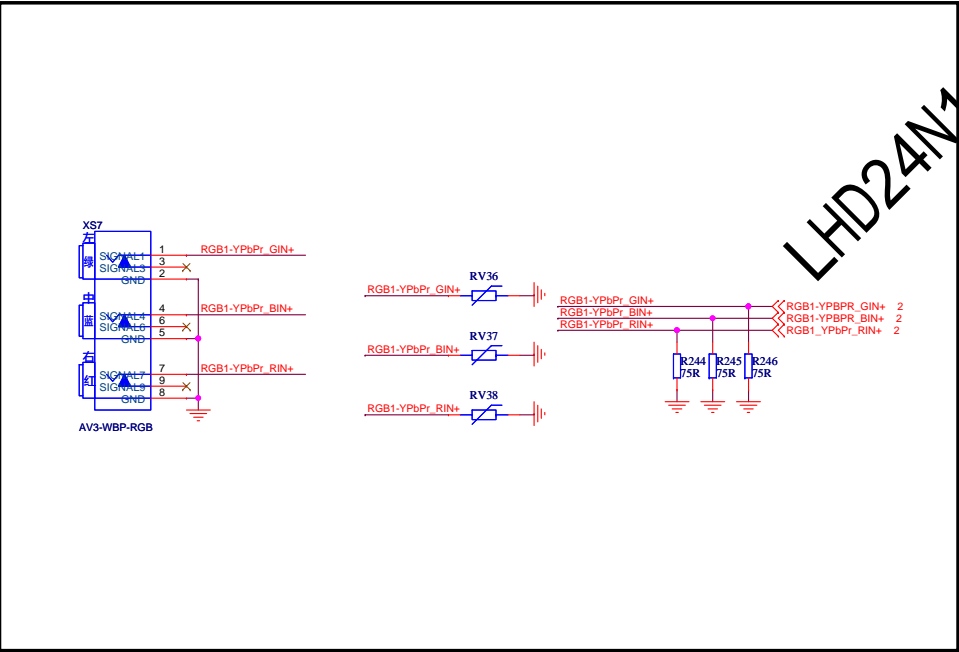 LHD24N1
XS7
左
绿
SIGNAL1
SIGNAL3
GND
1
3
2
RGB1-YPbPr_GIN+
中
蓝
SIGNAL4
SIGNAL6
GND
4
6
5
RGB1-YPbPr_BIN+
右
红
SIGNAL7
SIGNAL9
GND
7
9
8
RGB1-YPbPr_RIN+
AV3-WBP-RGB
RV36
RGB1-YPbPr_GIN+
RV37
RGB1-YPbPr_BIN+
RV38
RGB1-YPbPr_RIN+
RGB1-YPbPr_GIN+
RGB1-YPbPr_BIN+
RGB1-YPbPr_RIN+
RGB1-YPBPR_GIN+ 2
RGB1-YPBPR_BIN+ 2
RGB1_YPbPr_RIN+ 2
R244
75R
R245
75R
R246
75R